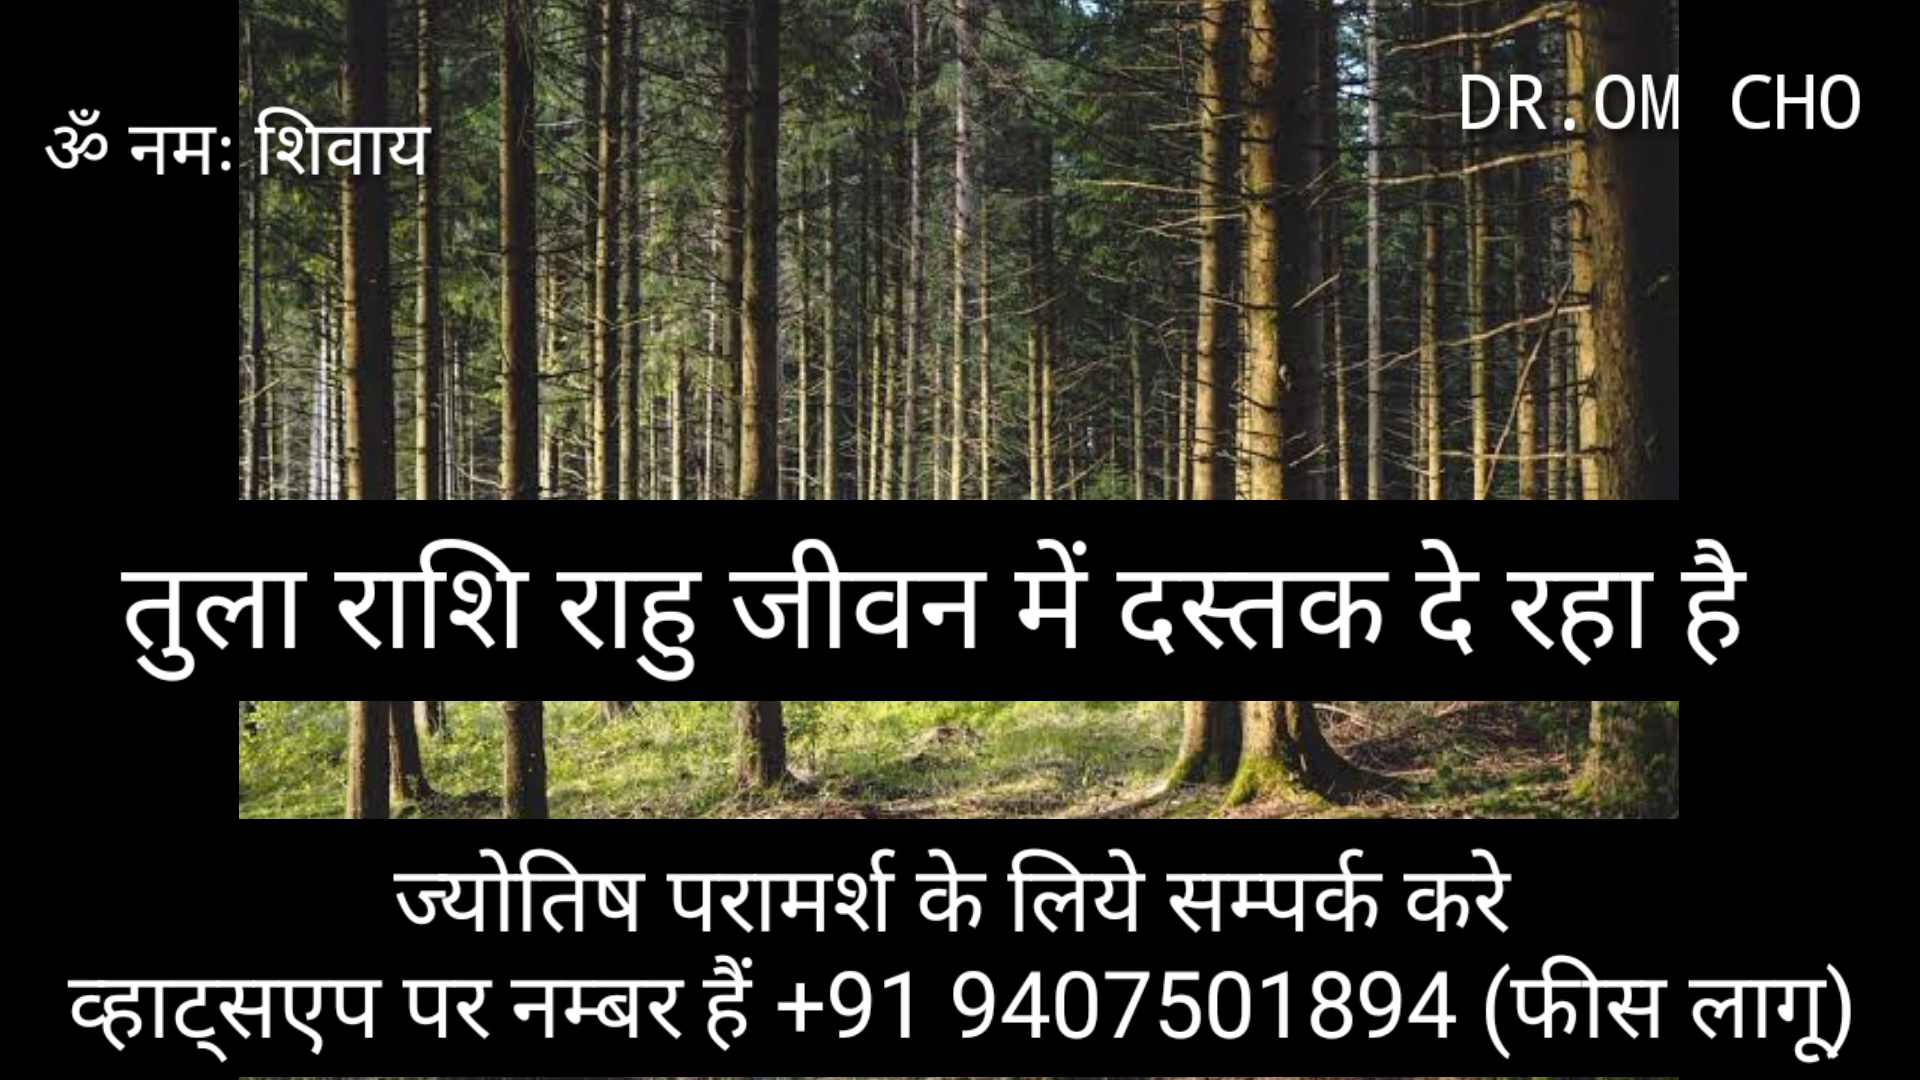 ॐ नमः शिवाय
DR.OM CHO
तुला राशि राहु जीवन में दस्तक दे रहा है
ज्योतिष परामर्श के लिये सम्पर्क करे
व्हाट्सएप पर नम्बर हैं +91 9407501894 (फीस लागू)